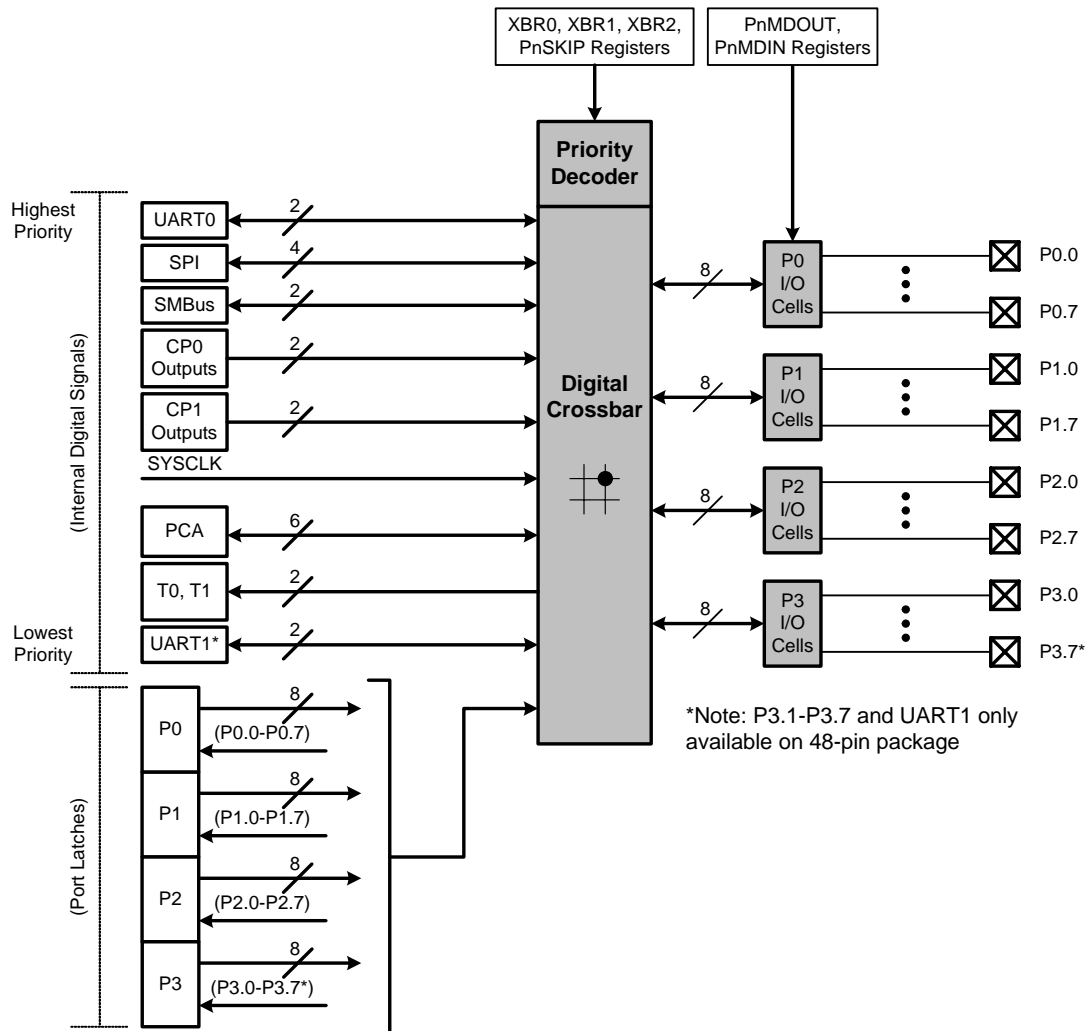 XBR0, XBR1, XBR2,
PnSKIP Registers
PnMDOUT,
PnMDIN Registers
Priority
Decoder
Digital
Crossbar
Highest
Priority
(Internal Digital Signals)
Lowest
Priority
UART0
2
SPI
4
SMBus
2
CP0
Outputs
2
CP1
Outputs
2
SYSCLK
PCA
6
T0, T1
2
UART1*
2
(Port Latches)
P0
8
(P0.0-P0.7)
P1
8
(P1.0-P1.7)
P2
8
(P2.0-P2.7)
P3
8
(P3.0-P3.7*)
8
P0
I/O
Cells
P0.0
P0.7
8
P1
I/O
Cells
P1.0
P1.7
8
P2
I/O
Cells
P2.0
P2.7
8
P3
I/O
Cells
P3.0
P3.7*
*Note: P3.1-P3.7 and UART1 only
available on 48-pin package